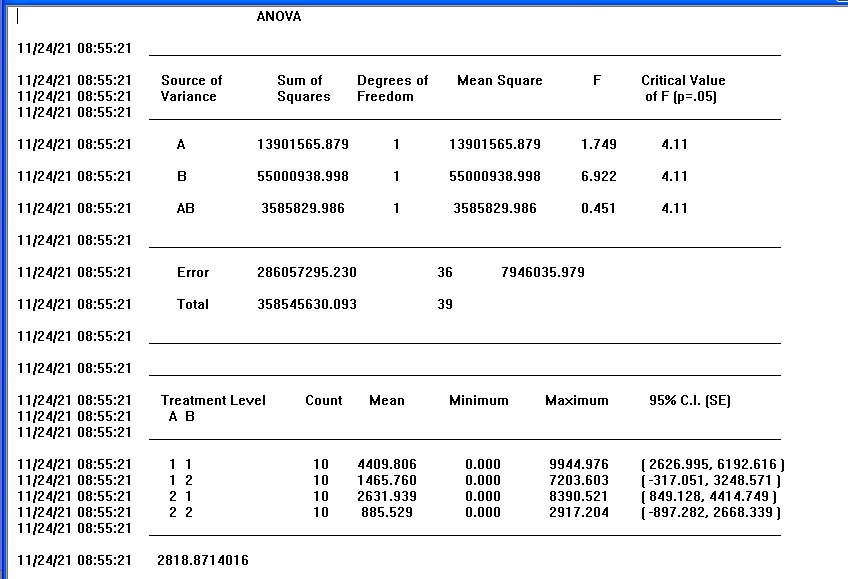 ANOVA
11/24/21 08:55:21
11/24/21 08:55:21 Source of Sum of Degrees of Mean Square F Critical Value
11/24/21 08:55:21 Variance Squares Freedom of F (p=.05)
11/24/21 08:55:21
11/24/21 08:55:21 A 13901565.879 1 13901565.879 1.749 4.11
11/24/21 08:55:21 B 55000938.998 1 55000938.998 6.922 4.11
11/24/21 08:55:21 AB 3585829.986 1 3585829.986 0.451 4.11
11/24/21 08:55:21
11/24/21 08:55:21 Error 286057295.230 36 7946035.979
11/24/21 08:55:21 Total 358545630.093 39
11/24/21 08:55:21
11/24/21 08:55:21
11/24/21 08:55:21 Treatment Level Count Mean Minimum Maximum 95% C.I. (SE)
11/24/21 08:55:21 A B
11/24/21 08:55:21
11/24/21 08:55:21 1 1 10 4409.806 0.000 9944.976 ( 2626.995, 6192.616 )
11/24/21 08:55:21 1 2 10 1465.760 0.000 7203.603 ( -317.051, 3248.571 )
11/24/21 08:55:21 2 1 10 2631.939 0.000 8390.521 ( 849.128, 4414.749 )
11/24/21 08:55:21 2 2 10 885.529 0.000 2917.204 ( -897.282, 2668.339 )
11/24/21 08:55:21
11/24/21 08:55:21 2818.8714016